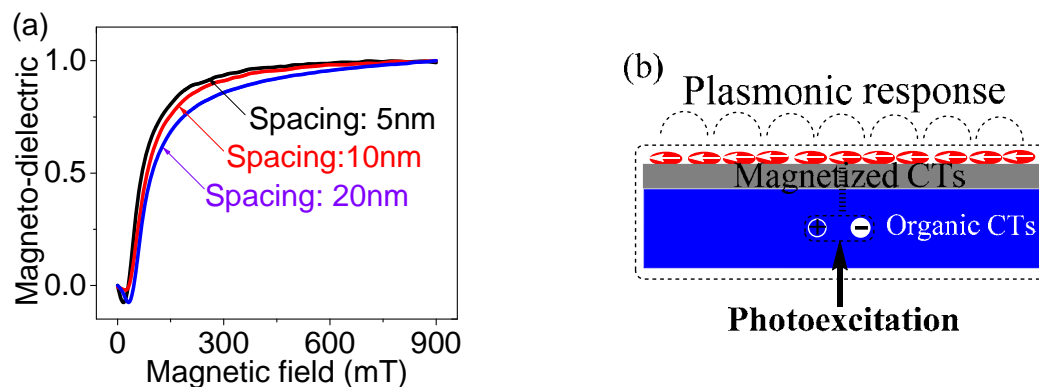 (a)
Magneto-dielectric
1.0
0.5
0.0
Spacing: 5nm
Spacing:10nm
Spacing: 20nm
0 300 600 900
Magnetic field (mT)
(b)
Plasmonic response
Magnetized CTs
+ −
Organic CTs
Photoexcitation